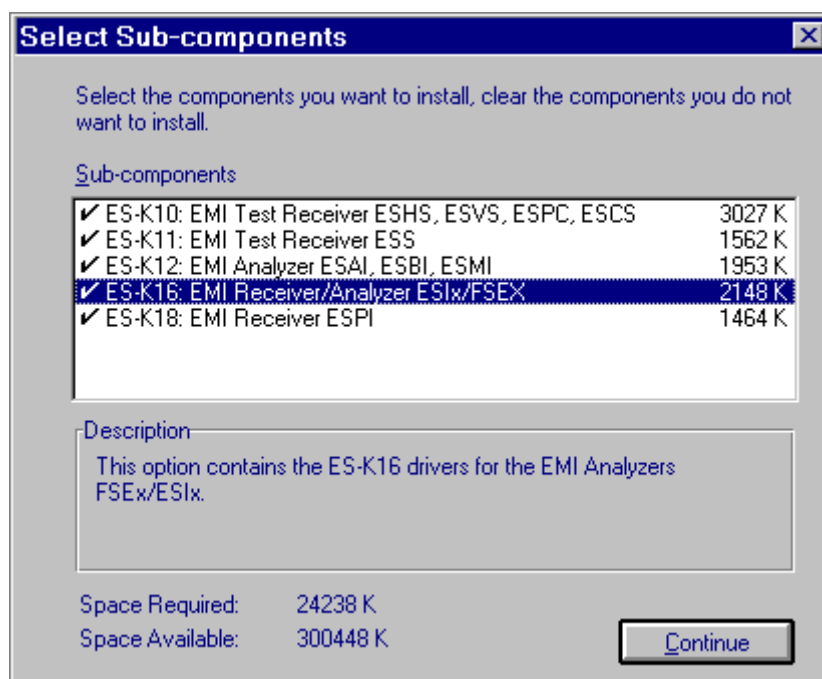 Select Sub-components
Select the components you want to install, clear the components you do not
want to install.
Sub-components
✔ ES-K10: EMI Test Receiver ESHS, ESVS, ESPC, ESCS 3027 K
✔ ES-K11: EMI Test Receiver ESS 1562 K
✔ ES-K12: EMI Analyzer ESAI, ESBI, ESMI 1953 K
✔ ES-K16: EMI Receiver/Analyzer ESIx/FSEX 2148 K
✔ ES-K18: EMI Receiver ESPI 1464 K
Description
This option contains the ES-K16 drivers for the EMI Analyzers
FSEx/ESIx.
Space Required: 24238 K
Space Available: 300448 K
Continue